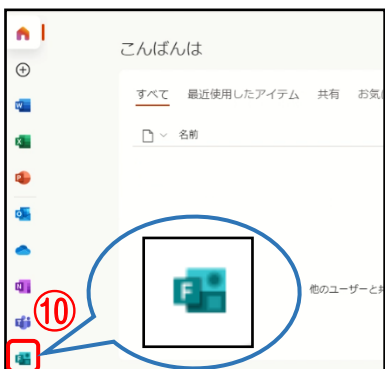 こんばんは
すべて 最近使用したアイテム 共有 お気
名前
F
他のユーザーと
⑩